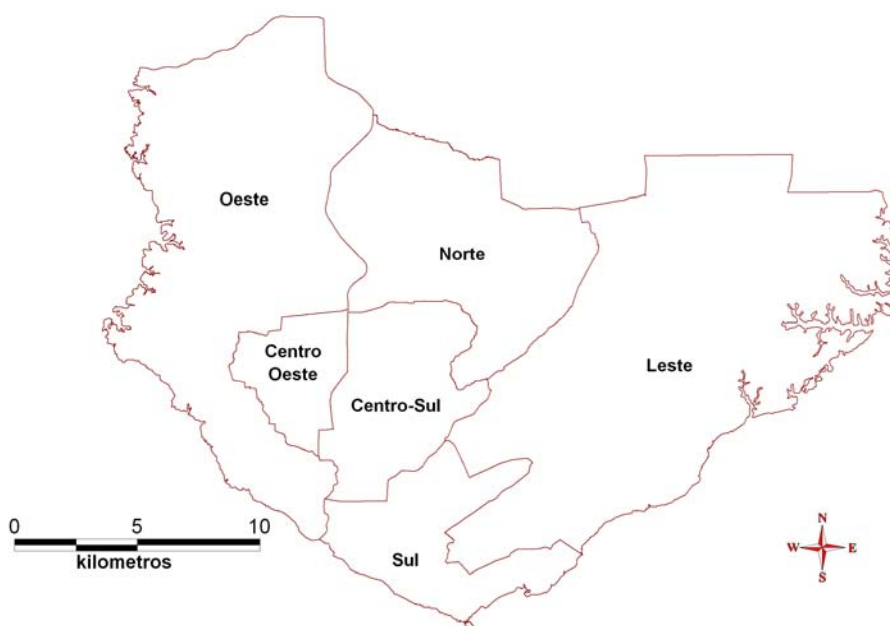 Oeste
Norte
Centro
Oeste
Leste
Centro-Sul
0 5 10
kilometros
Sul
N
W E
S